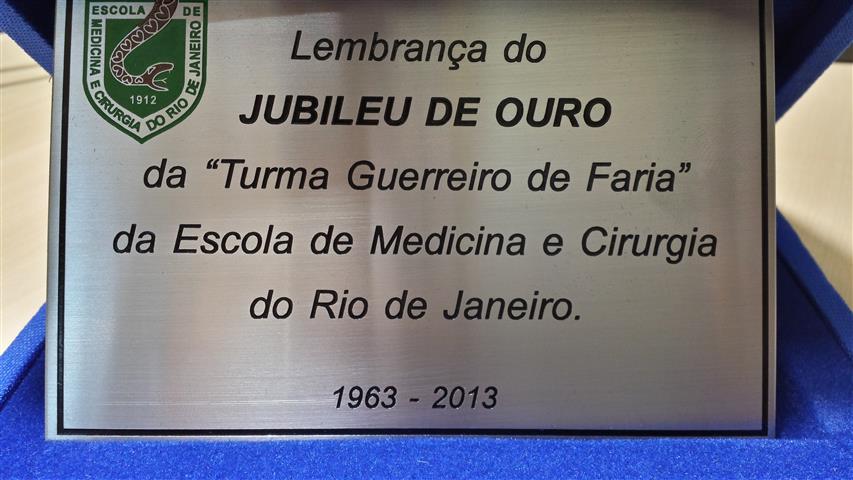 ESCOLA DE
MEDICINA E CIRURGIA DO RIO DE JANEIRO
1912
Lembrança do
JUBILEU DE OURO
da “Turma Guerreiro de Faria”
da Escola de Medicina e Cirurgia
do Rio de Janeiro.
1963 - 2013